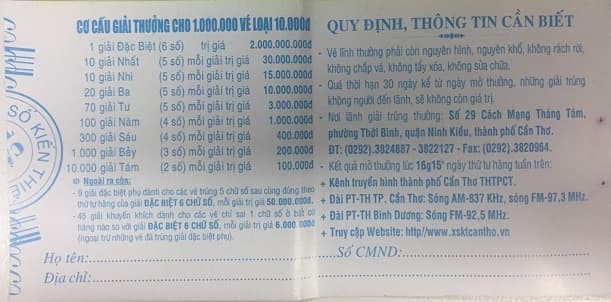 CƠ CẤU GIẢI THƯỞNG CHO 1.000.000 VÉ LOẠI 10.000đ
1 giải Đặc Biệt (6 số) trị giá 2.000.000.000đ
10 giải Nhất (5 số) mỗi giải trị giá 30.000.000đ
10 giải Nhì (5 số) mỗi giải trị giá 15.000.000đ
20 giải Ba (5 số) mỗi giải trị giá 10.000.000đ
70 giải Tư (5 số) mỗi giải trị giá 3.000.000đ
100 giải Năm (4 số) mỗi giải trị giá 1.000.000đ
300 giải Sáu (4 số) mỗi giải trị giá 400.000đ
1.000 giải Bảy (3 số) mỗi giải trị giá 200.000đ
10.000 giải Tám (2 số) mỗi giải trị giá 100.000đ
Ngoài ra còn:
- 9 giải đặc biệt phụ dành cho các vé trúng 5 chữ số sau cùng đúng theo
thứ tự hàng của giải ĐẶC BIỆT 6 CHỮ SỐ, mỗi giải trị giá 50.000.000đ.
- 45 giải khuyến khích dành cho các vé chỉ sai 1 chữ số ở bất cứ
hàng nào so với giải ĐẶC BIỆT 6 CHỮ SỐ, mỗi giải trị giá 6.000.000đ
(ngoại trừ những vé đã trúng giải đặc biệt phụ).
SỐ KIẾN THIẾ
QUY ĐỊNH, THÔNG TIN CẦN BIẾT
- Vé lĩnh thưởng phải còn nguyên hình, nguyên khổ, không rách rời,
không chắp vá, không tẩy xóa, không sửa chữa.
- Quá thời hạn 30 ngày kể từ ngày mở thưởng, những giải trúng
không người đến lãnh, sẽ không còn giá trị.
- Nơi lãnh giải trúng thưởng: Số 29 Cách Mạng Tháng Tám,
phường Thới Bình, quận Ninh Kiều, thành phố Cần Thơ.
ĐT: (0292).3824887 - 3822127 - Fax: (0292).3820964.
- Kết quả mở thưởng lúc 16g15' ngày thứ tư hàng tuần trên:
+ Kênh truyền hình thành phố Cần Thơ THTPCT.
+ Đài PT-TH TP. Cần Thơ: Sóng AM-837 KHz, sóng FM-97,3 MHz.
+ Đài PT-TH Bình Dương: Sóng FM-92,5 MHz.
+ Truy cập Website: http//www.xsktcantho.vn
Họ tên:
Số CMND:
Địa chỉ: